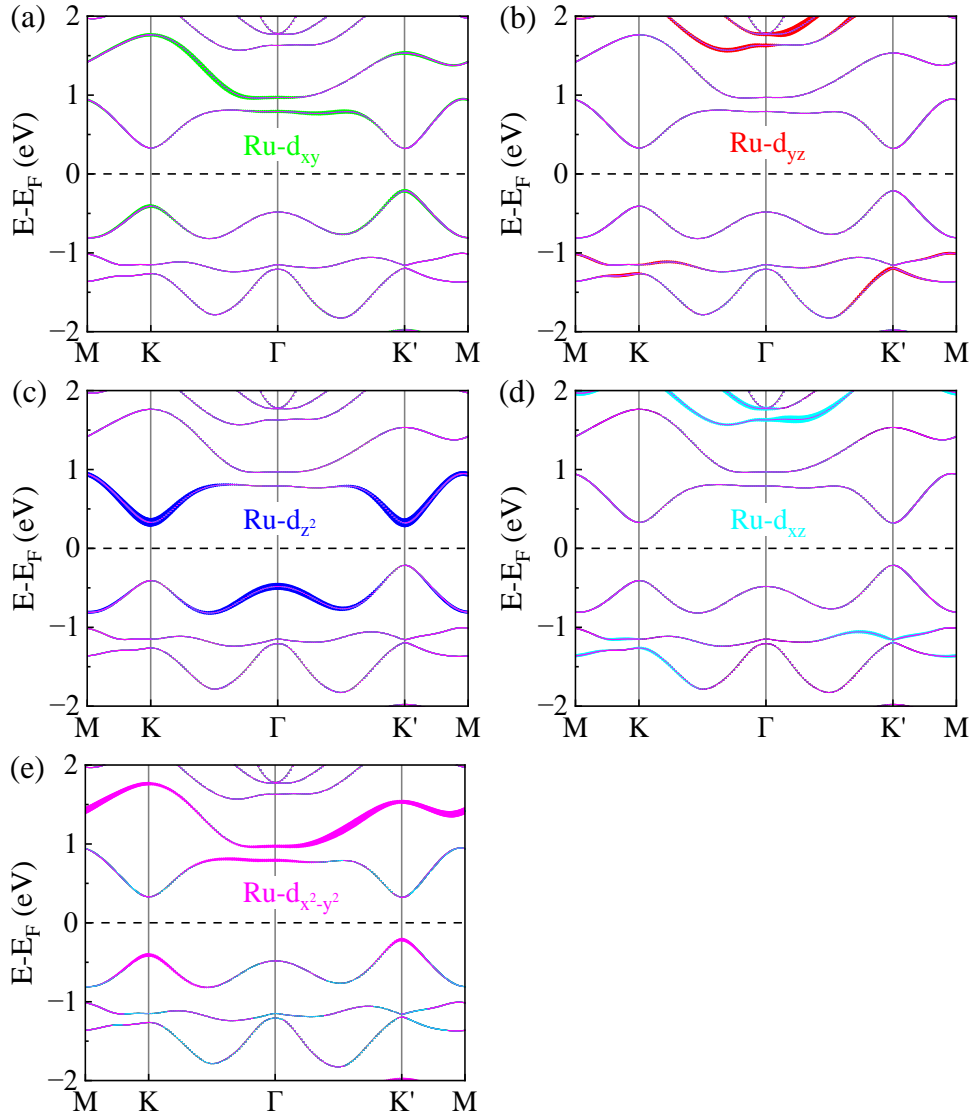 (a)
2
1
0
−1
−2
E-E_F (eV)
Ru-d_xy
M K Γ K' M
(b)
2
1
0
−1
−2
E-E_F (eV)
Ru-d_yz
M K Γ K' M
(c)
2
1
0
−1
−2
E-E_F (eV)
Ru-d_z²
M K Γ K' M
(d)
2
1
0
−1
−2
E-E_F (eV)
Ru-d_xz
M K Γ K' M
(e)
2
1
0
−1
−2
E-E_F (eV)
Ru-d_x²-y²
M K Γ K' M